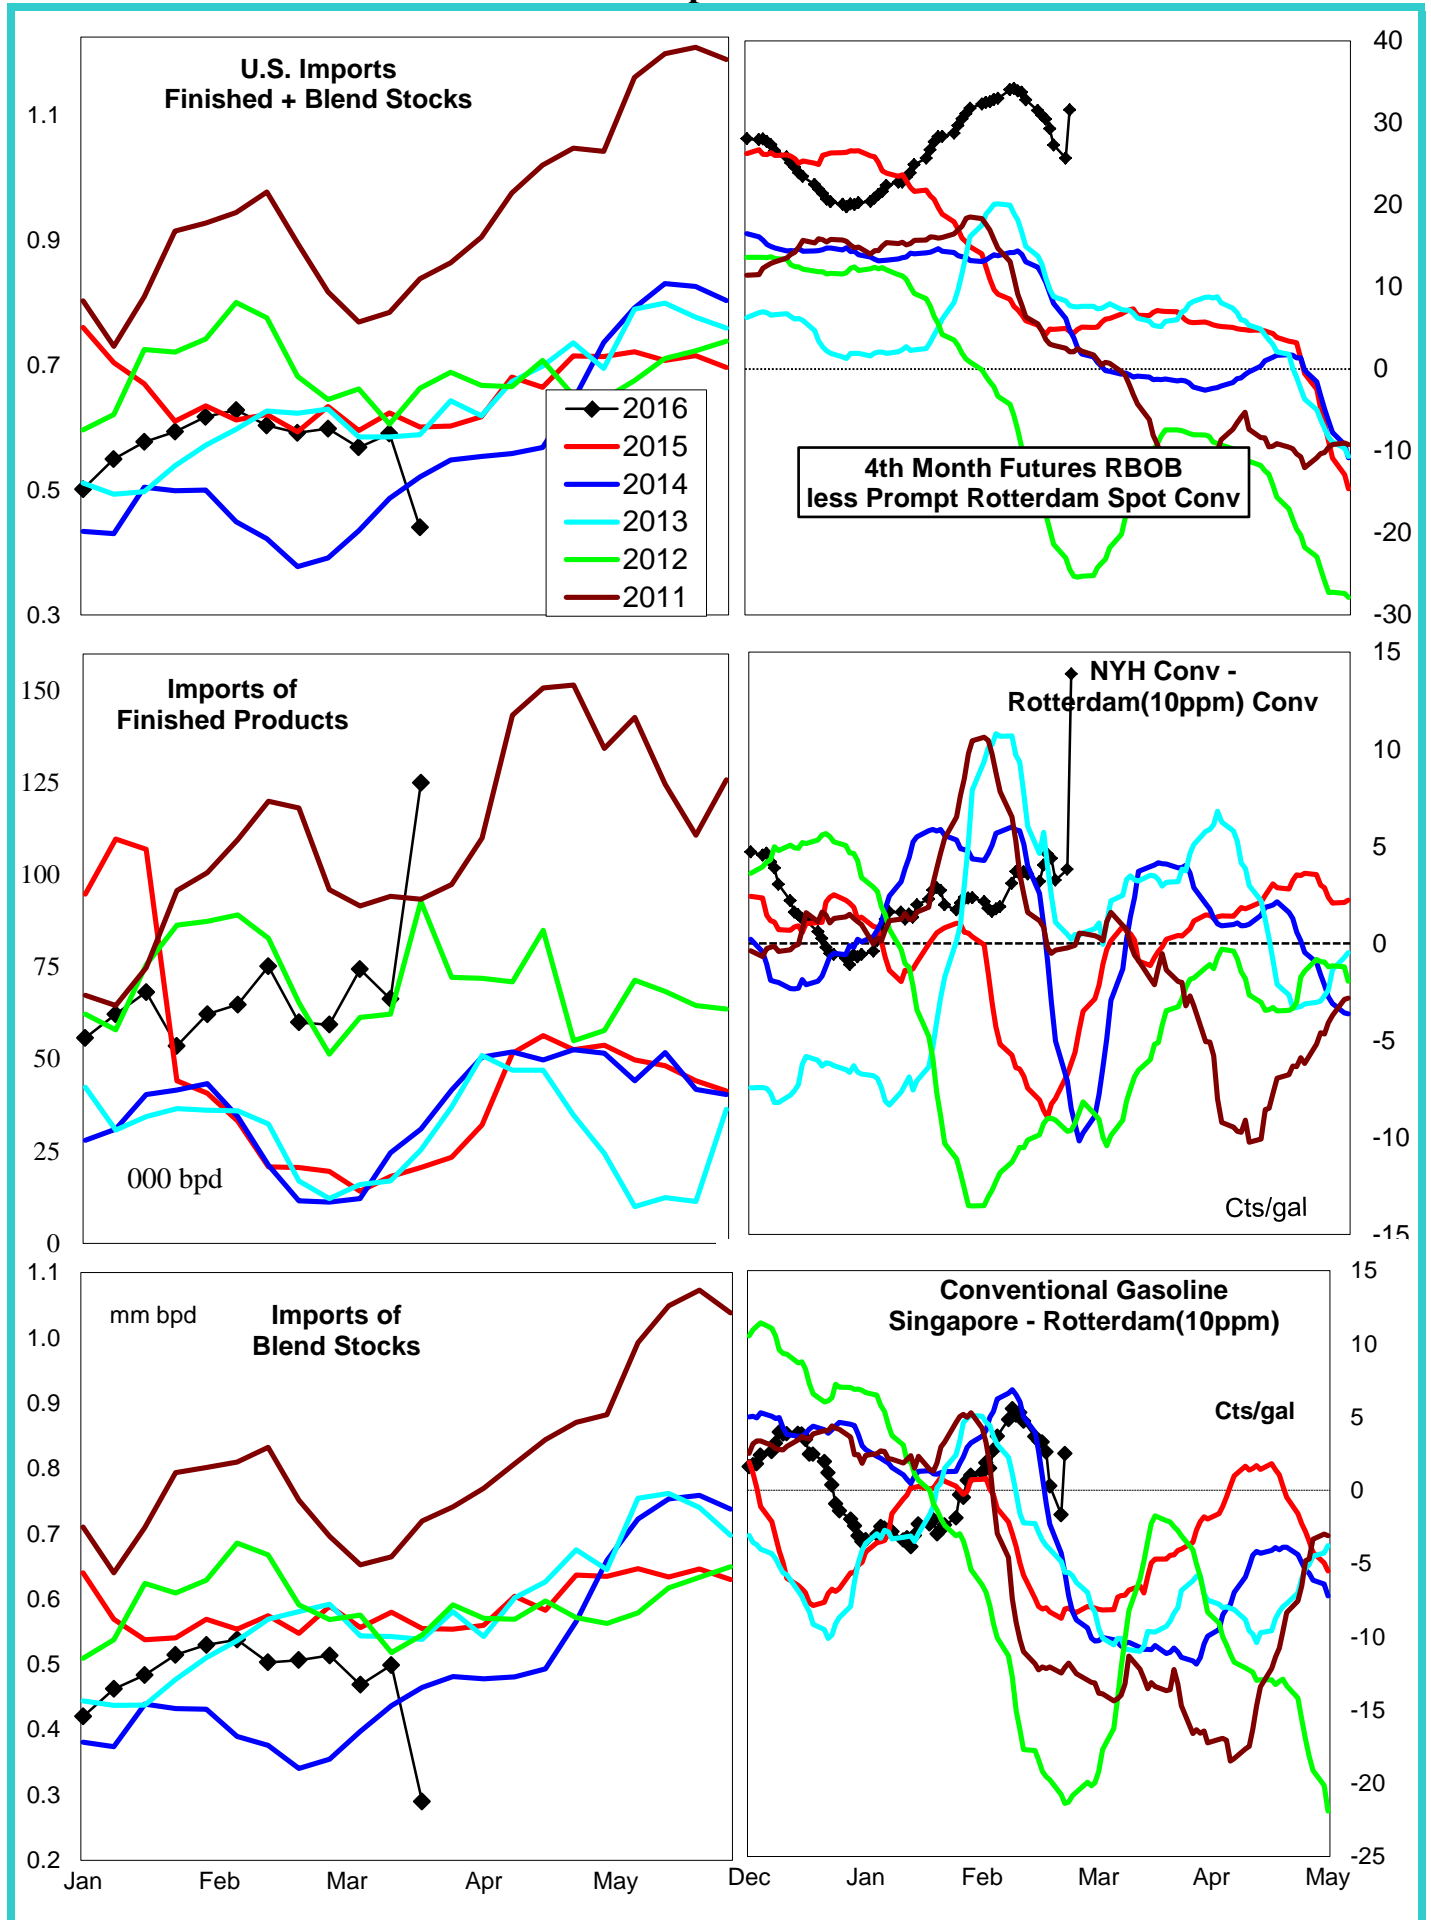 U.S. Imports
Finished + Blend Stocks
1.1
0.9
0.7
0.5
0.3
2016
2015
2014
2013
2012
2011
40
30
20
10
0
-10
-20
-30
4th Month Futures RBOB
less Prompt Rotterdam Spot Conv
Imports of
Finished Products
150
125
100
75
50
25
0
000 bpd
NYH Conv -
Rotterdam(10ppm) Conv
15
10
5
0
-5
-10
-15
Cts/gal
1.1
1.0
0.9
0.8
0.7
0.6
0.5
0.4
0.3
0.2
mm bpd
Imports of
Blend Stocks
Jan
Feb
Mar
Apr
May
Conventional Gasoline
Singapore - Rotterdam(10ppm)
Cts/gal
15
10
5
0
-5
-10
-15
-20
-25
Dec
Jan
Feb
Mar
Apr
May